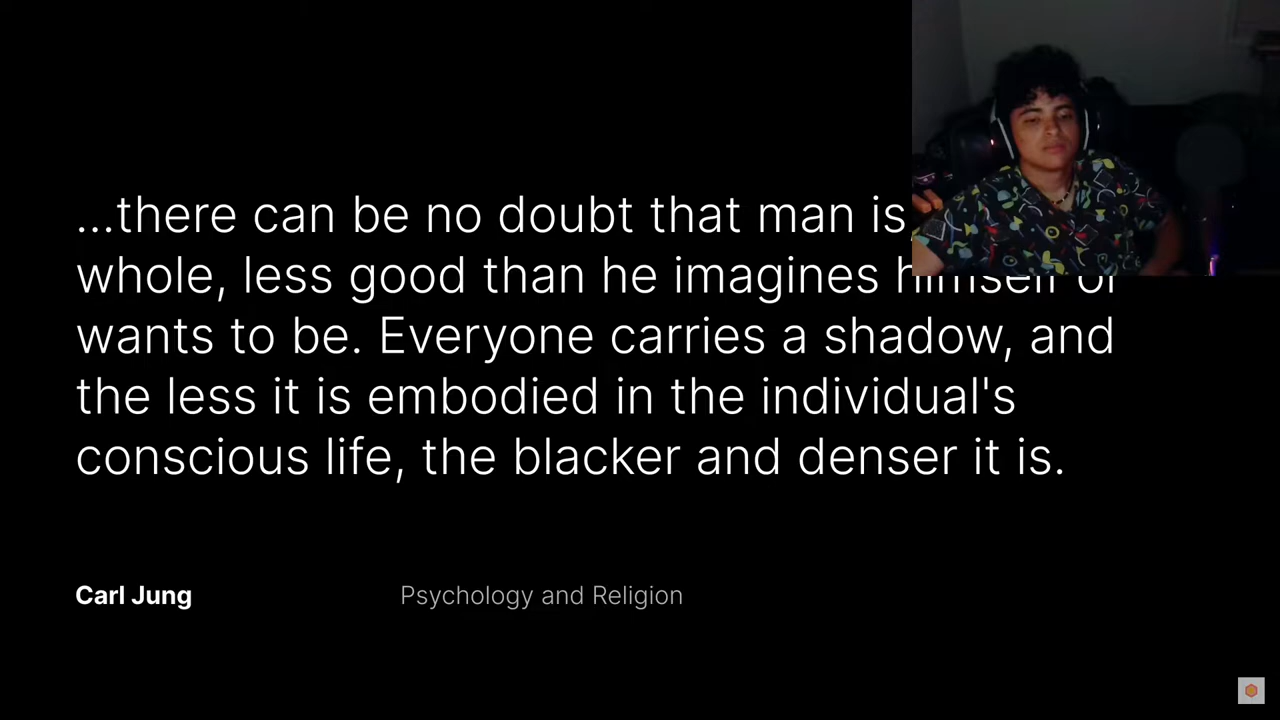 ...there can be no doubt that man is
whole, less good than he imagines himself or
wants to be. Everyone carries a shadow, and
the less it is embodied in the individual's
conscious life, the blacker and denser it is.
Carl Jung
Psychology and Religion